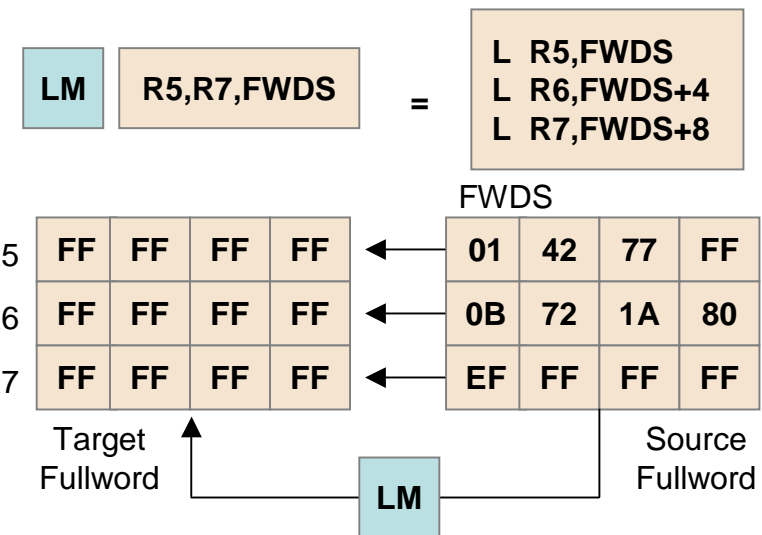 LM R5,R7,FWDS = L R5,FWDS
L R6,FWDS+4
L R7,FWDS+8
FWDS
5 FF FF FF FF 01 42 77 FF
6 FF FF FF FF 0B 72 1A 80
7 FF FF FF FF EF FF FF FF
Target Fullword
Source Fullword
LM